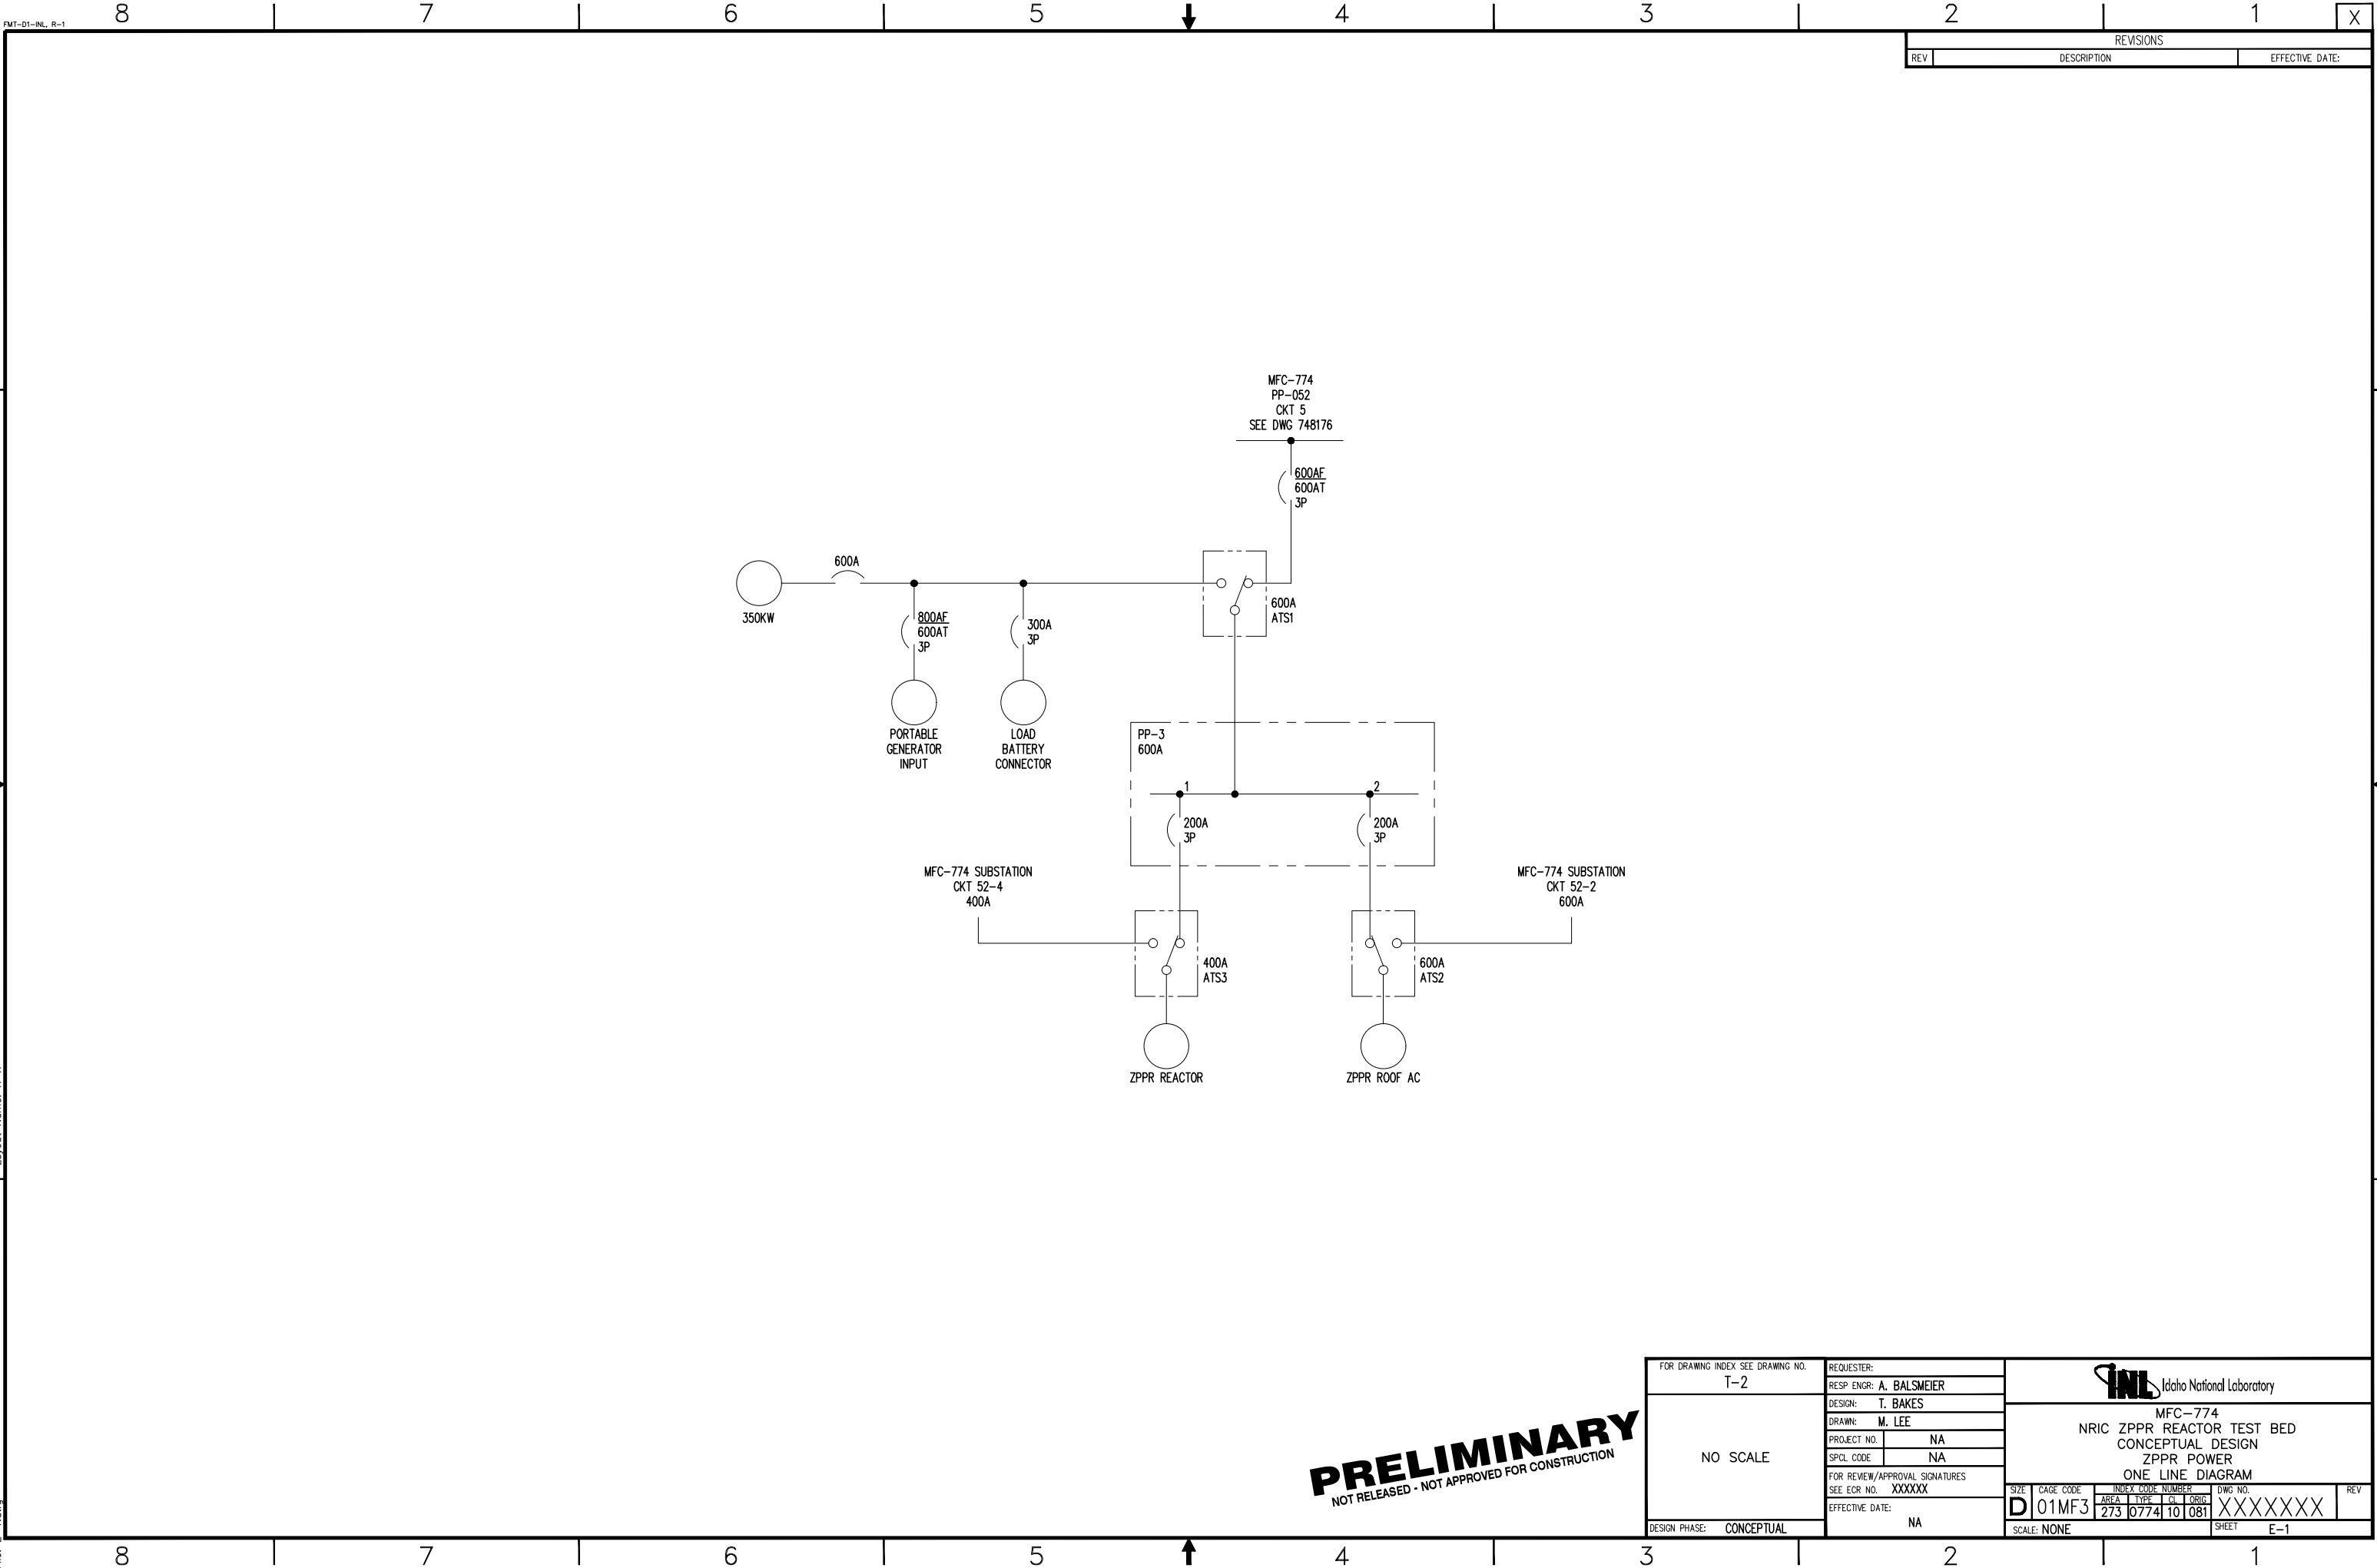 FMT-D1-INL, R-1
8 7 6 5 4 3 2 1 X
REVISIONS
REV DESCRIPTION EFFECTIVE DATE:
MFC-774
PP-052
CKT 5
SEE DWG 748176
600AF
600AT
3P
600A
350KW
800AF
600AT
3P
300A
3P
600A
ATS1
PORTABLE
GENERATOR
INPUT
LOAD
BATTERY
CONNECTOR
PP-3
600A
1
2
200A
3P
200A
3P
MFC-774 SUBSTATION
CKT 52-4
400A
MFC-774 SUBSTATION
CKT 52-2
600A
400A
ATS3
600A
ATS2
ZPPR REACTOR
ZPPR ROOF AC
PRELIMINARY
NOT RELEASED - NOT APPROVED FOR CONSTRUCTION
FOR DRAWING INDEX SEE DRAWING NO.
T-2
NO SCALE
DESIGN PHASE: CONCEPTUAL
REQUESTER:
RESP ENGR: A. BALSMEIER
DESIGN: T. BAKES
DRAWN: M. LEE
PROJECT NO. NA
SPCL CODE NA
FOR REVIEW/APPROVAL SIGNATURES
SEE ECR NO. XXXXXX
EFFECTIVE DATE:
NA
INL Idaho National Laboratory
MFC-774
NRIC ZPPR REACTOR TEST BED
CONCEPTUAL DESIGN
ZPPR POWER
ONE LINE DIAGRAM
SIZE CAGE CODE INDEX CODE NUMBER DWG NO. REV
AREA TYPE CL ORIG
D 01MF3 273 0774 10 081 XXXXXXX
SCALE: NONE SHEET E-1
8 7 6 5 4 3 2 1